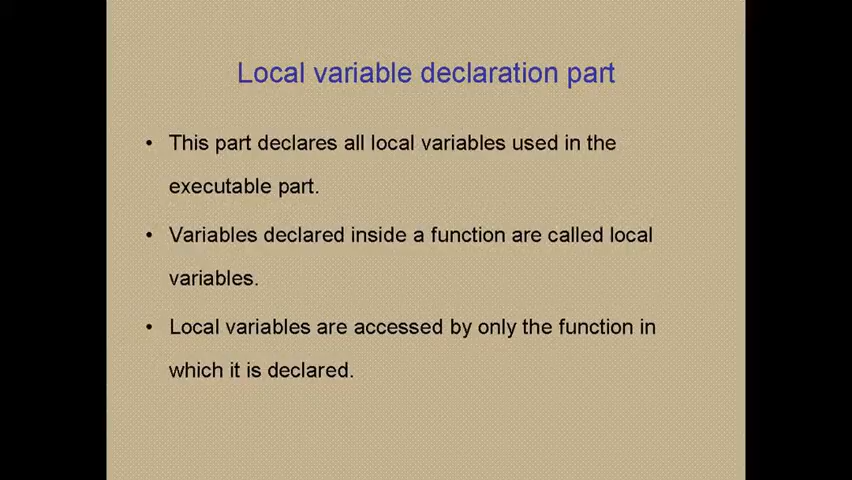 Local variable declaration part
• This part declares all local variables used in the
executable part.
• Variables declared inside a function are called local
variables.
• Local variables are accessed by only the function in
which it is declared.